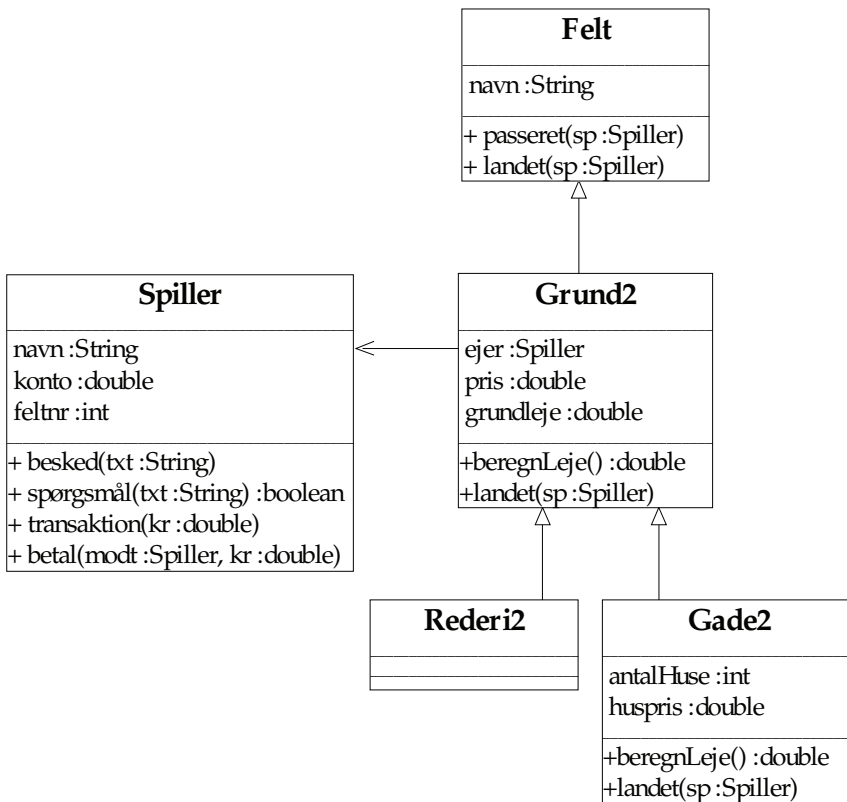 Felt
navn :String
+ passeret(sp :Spiller)
+ landet(sp :Spiller)
Spiller
navn :String
konto :double
feltnr :int
+ besked(txt :String)
+ spørgsmål(txt :String) :boolean
+ transaktion(kr :double)
+ betal(modt :Spiller, kr :double)
Grund2
ejer :Spiller
pris :double
grundleje :double
+beregnLeje() :double
+landet(sp :Spiller)
Rederi2
Gade2
antalHuse :int
huspris :double
+beregnLeje() :double
+landet(sp :Spiller)